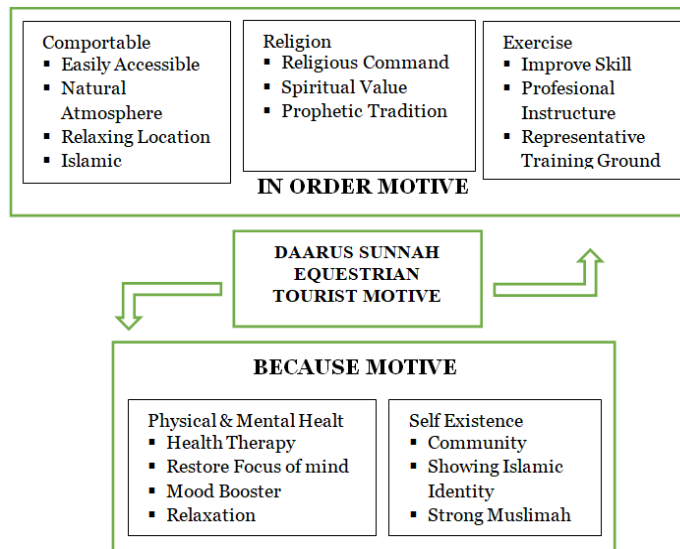 Comportable
▪ Easily Accessible
▪ Natural
Atmosphere
▪ Relaxing Location
▪ Islamic
Religion
▪ Religious Command
▪ Spiritual Value
▪ Prophetic Tradition
Exercise
▪ Improve Skill
▪ Profesional
Instructure
▪ Representative
Training Ground
IN ORDER MOTIVE
DAARUS SUNNAH
EQUESTRIAN
TOURIST MOTIVE
BECAUSE MOTIVE
Physical & Mental Healt
▪ Health Therapy
▪ Restore Focus of mind
▪ Mood Booster
▪ Relaxation
Self Existence
▪ Community
▪ Showing Islamic
Identity
▪ Strong Muslimah